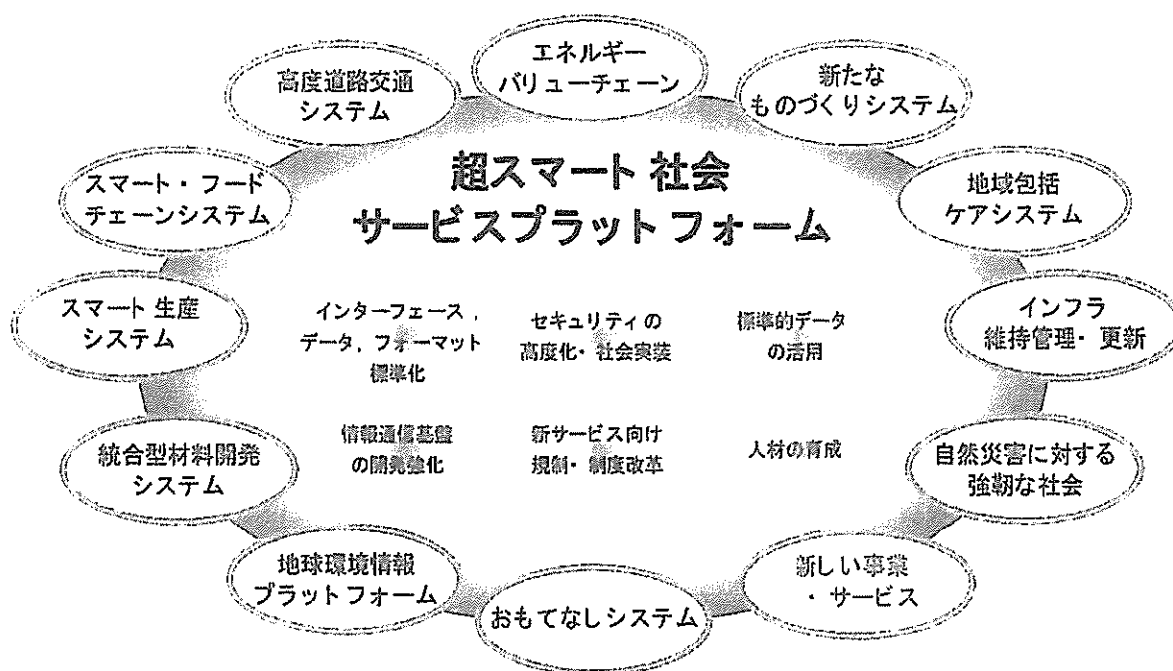 エネルギー
バリューチェーン
高度道路交通
システム
新たな
ものづくりシステム
超スマート社会
サービスプラットフォーム
スマート・フード
チェーンシステム
地域包括
ケアシステム
スマート生産
システム
インターフェース,
データ,フォーマット
標準化
セキュリティの
高度化・社会実装
標準的データ
の活用
インフラ
維持管理・更新
統合型材料開発
システム
情報通信基盤
の開発強化
新サービス向け
規制・制度改革
人材の育成
自然災害に対する
強靭な社会
地球環境情報
プラットフォーム
おもてなしシステム
新しい事業
・サービス